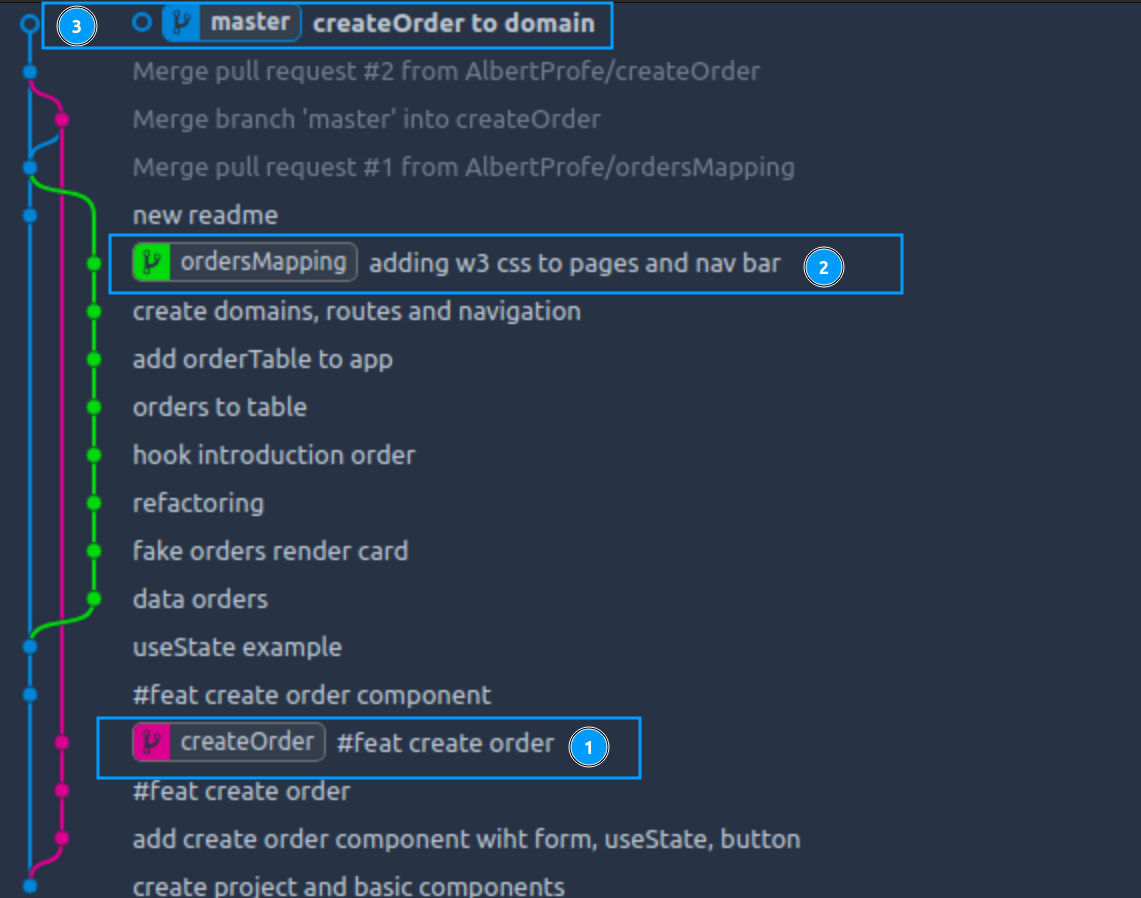 3 master createOrder to domain
Merge pull request #2 from AlbertProfe/createOrder
Merge branch 'master' into createOrder
Merge pull request #1 from AlbertProfe/ordersMapping
new readme
ordersMapping adding w3 css to pages and nav bar 2
create domains, routes and navigation
add orderTable to app
orders to table
hook introduction order
refactoring
fake orders render card
data orders
useState example
#feat create order component
createOrder #feat create order 1
#feat create order
add create order component wiht form, useState, button
create project and basic components